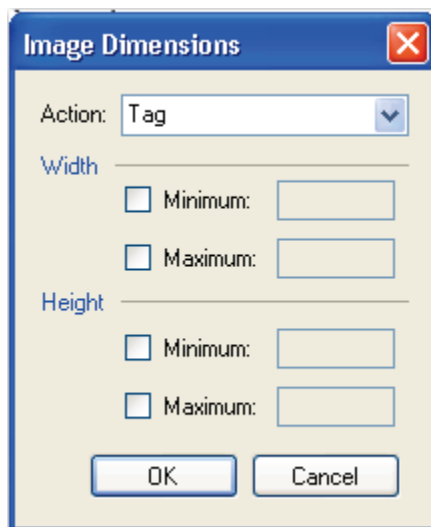 Image Dimensions
Action: Tag
Width
Minimum:
Maximum:
Height
Minimum:
Maximum:
OK Cancel